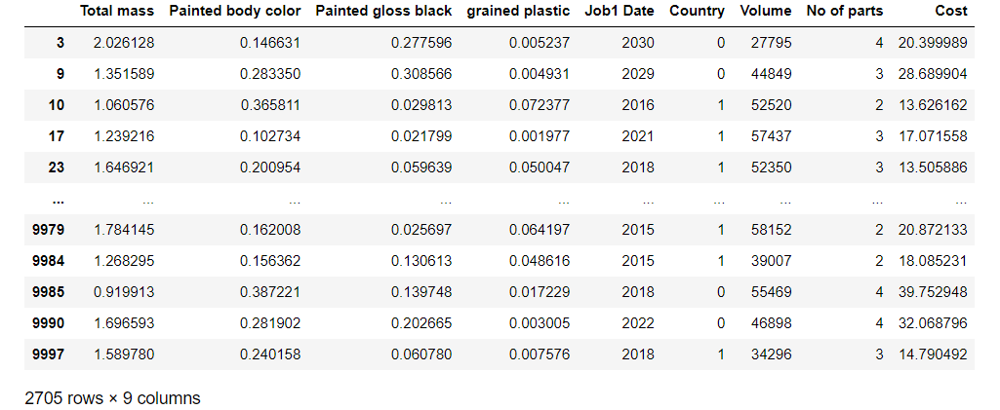 Total mass Painted body color Painted gloss black grained plastic Job1 Date Country Volume No of parts Cost
3 2.026128 0.146631 0.277596 0.005237 2030 0 27795 4 20.399989
9 1.351589 0.283350 0.308566 0.004931 2029 0 44849 3 28.689904
10 1.060576 0.365811 0.029813 0.072377 2016 1 52520 2 13.626162
17 1.239216 0.102734 0.021799 0.001977 2021 1 57437 3 17.071558
23 1.646921 0.200954 0.059639 0.050047 2018 1 52350 3 13.505886
... ... ... ... ... ... ... ... ... ...
9979 1.784145 0.162008 0.025697 0.064197 2015 1 58152 2 20.872133
9984 1.268295 0.156362 0.130613 0.048616 2015 1 39007 2 18.085231
9985 0.919913 0.387221 0.139748 0.017229 2018 0 55469 4 39.752948
9990 1.696593 0.281902 0.202665 0.003005 2022 0 46898 4 32.068796
9997 1.589780 0.240158 0.060780 0.007576 2018 1 34296 3 14.790492
2705 rows × 9 columns